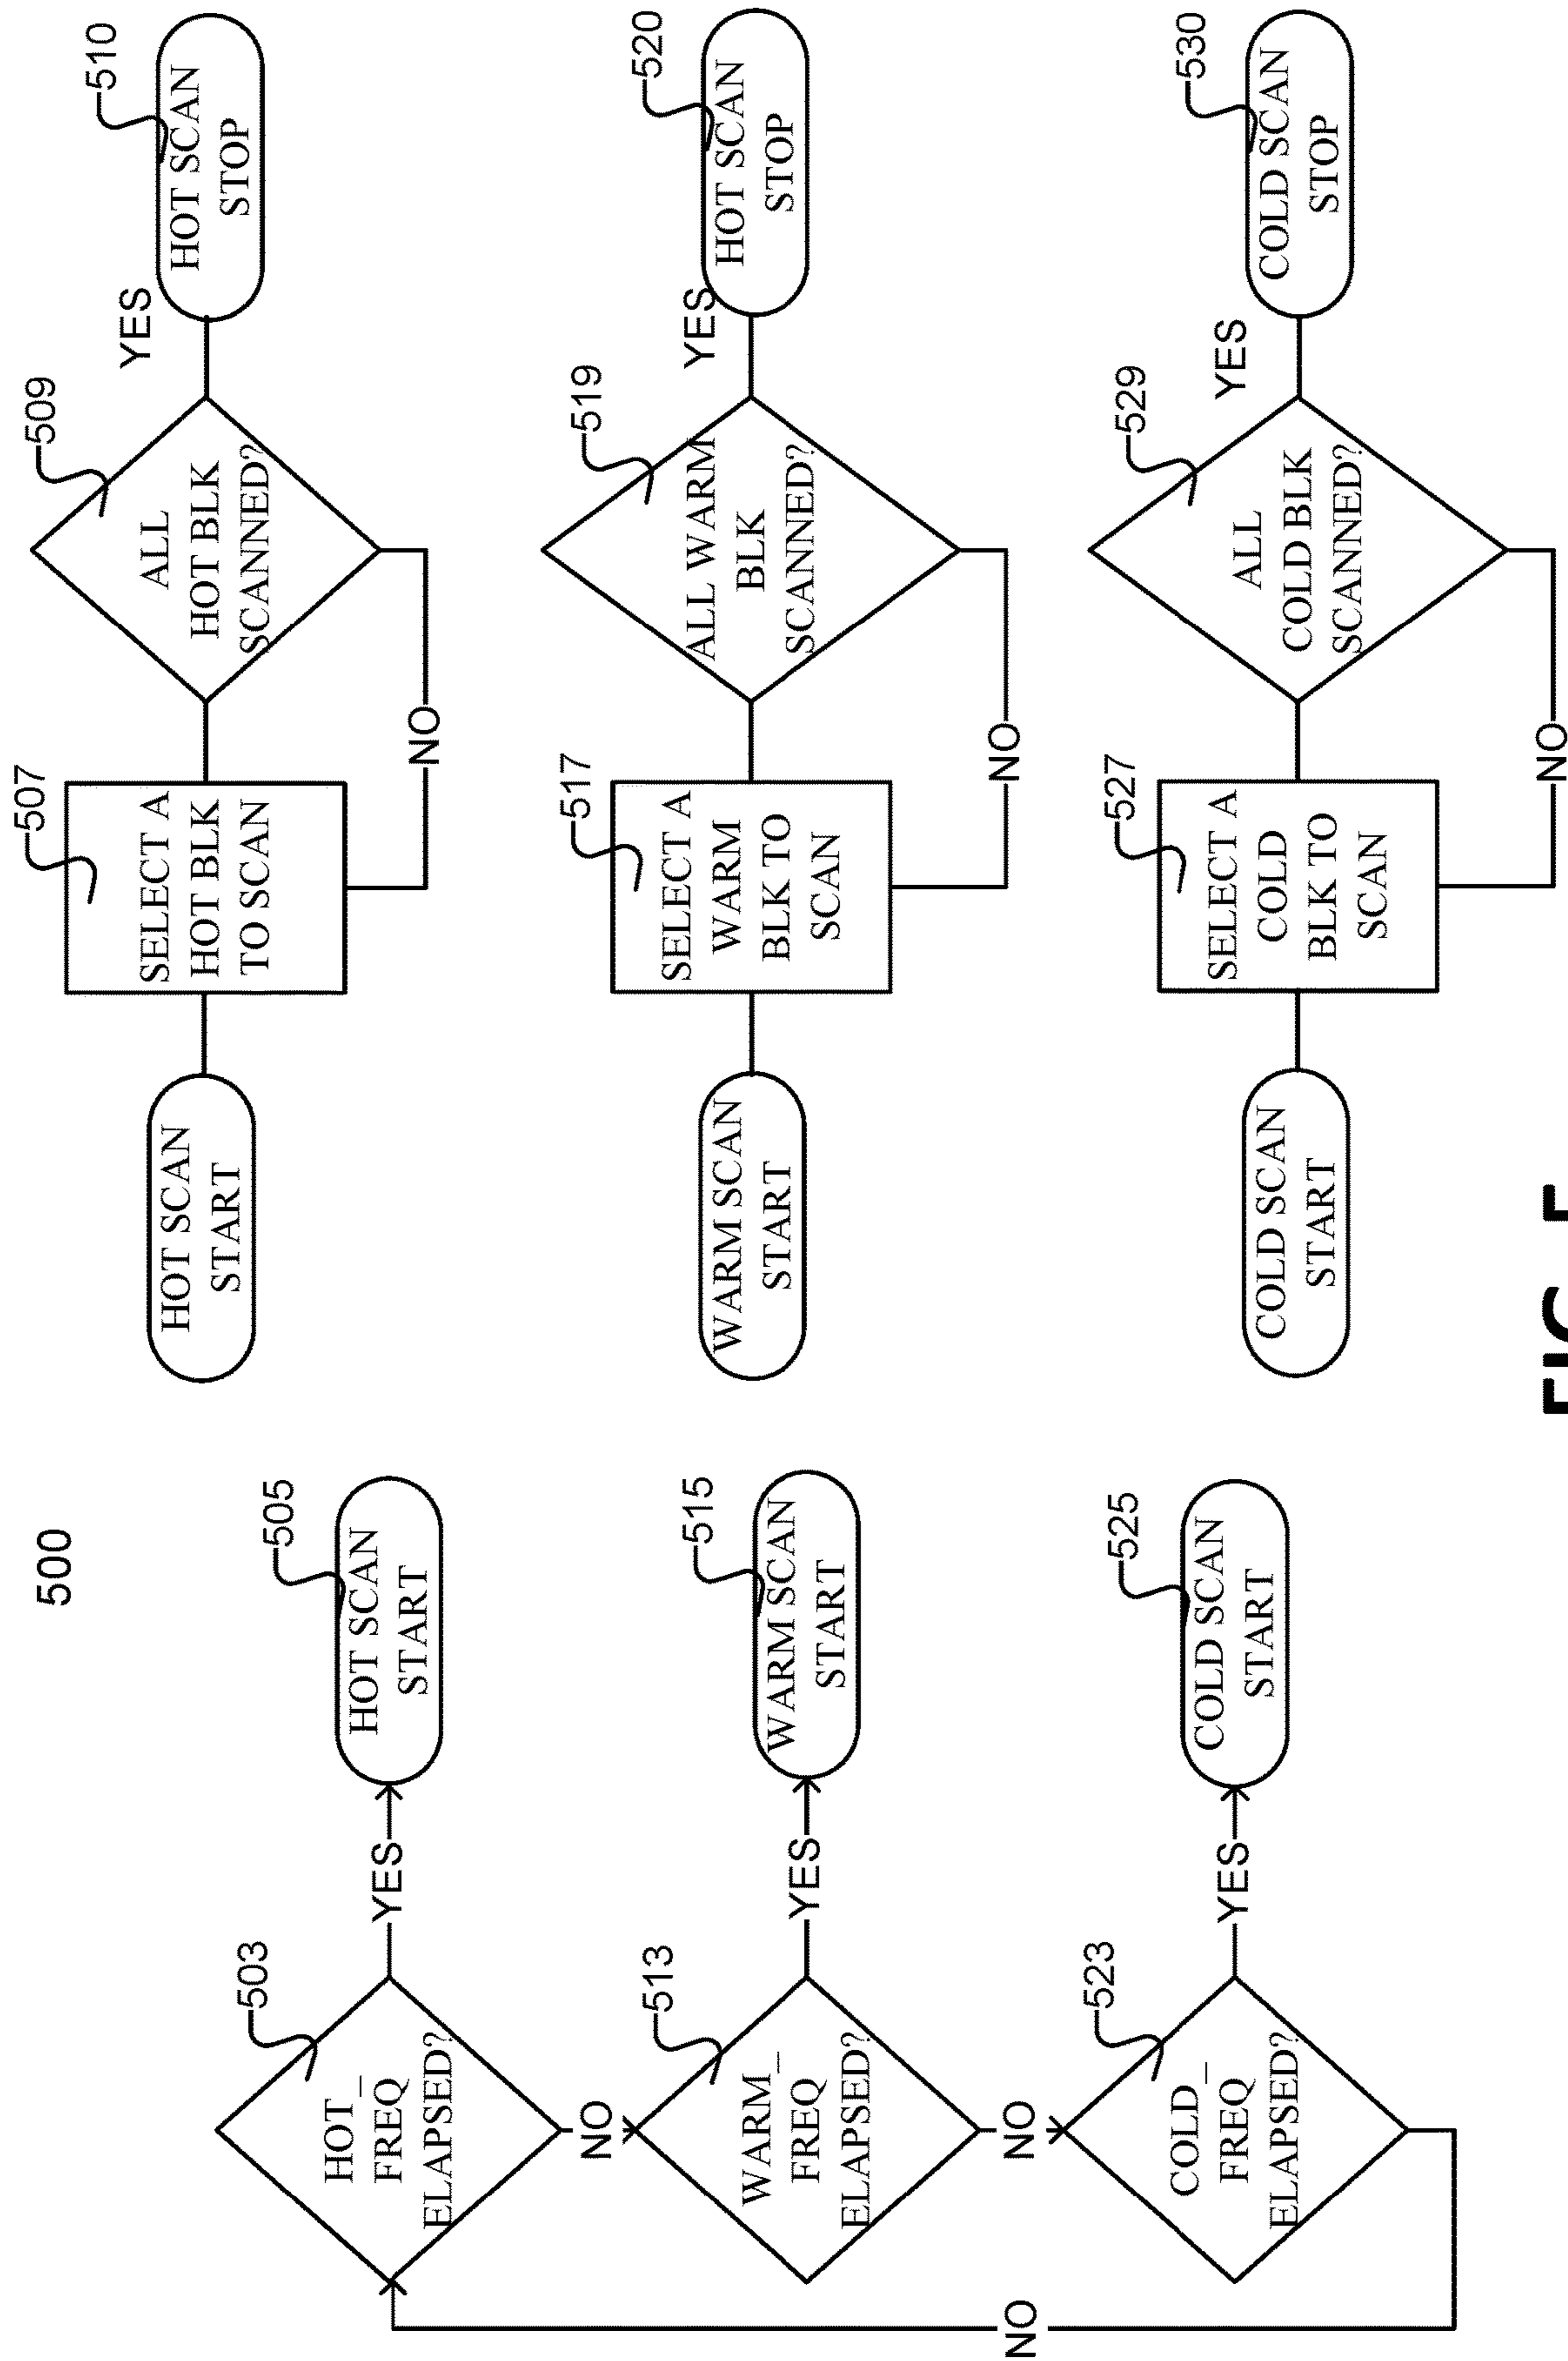 500
503
HOT_
FREQ
ELAPSED?
YES
505
HOT SCAN
START
NO
513
WARM_
FREQ
ELAPSED?
YES
515
WARM SCAN
START
NO
523
COLD_
FREQ
ELAPSED?
YES
525
COLD SCAN
START
NO
HOT SCAN
START
507
SELECT A
HOT BLK
TO SCAN
509
ALL
HOT BLK
SCANNED?
YES
510
HOT SCAN
STOP
NO
WARM SCAN
START
517
SELECT A
WARM
BLK TO
SCAN
519
ALL WARM
BLK
SCANNED?
YES
520
HOT SCAN
STOP
NO
COLD SCAN
START
527
SELECT A
COLD
BLK TO
SCAN
529
ALL
COLD BLK
SCANNED?
YES
530
COLD SCAN
STOP
NO